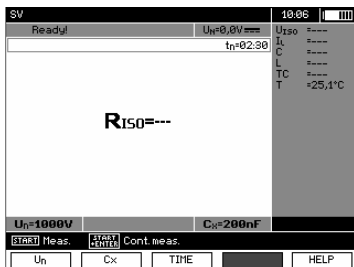 SV 10:06
Ready! UN=0,0V
tn=02:30
UISO =---
IL =---
C =---
L =---
TC =---
T =25,1°C
RISO=---
Un=1000V CX=200nF
START Meas. START +ENTER Cont.meas.
Un Cx TIME HELP